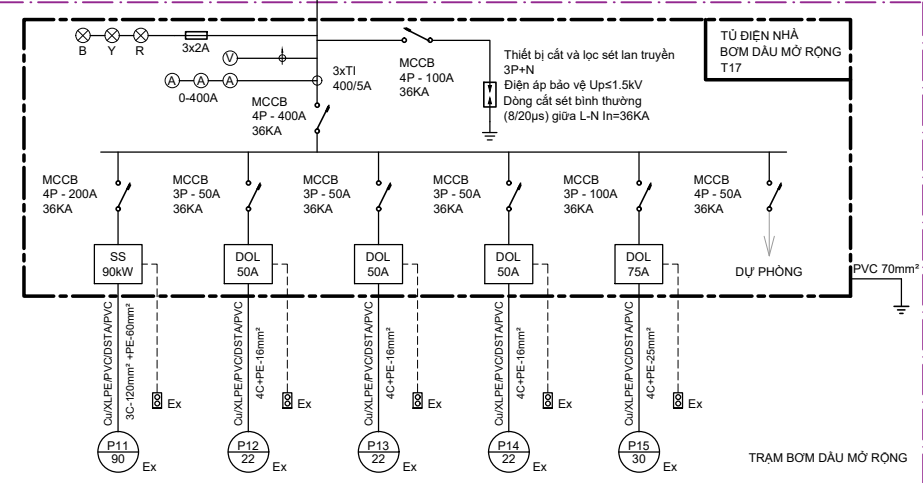 B Y R
3x2A
V
A A A
0-400A
3xTI
400/5A
MCCB
4P - 400A
36KA
MCCB
4P - 100A
36KA
Thiết bị cắt và lọc sét lan truyền
3P+N
Điện áp bảo vệ Up≤1.5kV
Dòng cắt sét bình thường
(8/20µs) giữa L-N In=36KA
TỦ ĐIỆN NHÀ
BƠM DẦU MỞ RỘNG
T17
MCCB
4P - 200A
36KA
MCCB
3P - 50A
36KA
MCCB
3P - 50A
36KA
MCCB
3P - 50A
36KA
MCCB
3P - 100A
36KA
MCCB
4P - 50A
36KA
SS
90kW
DOL
50A
DOL
50A
DOL
50A
DOL
75A
DỰ PHÒNG
PVC 70mm²
Cu/XLPE/PVC/DSTA/PVC
3C-120mm² +PE-60mm²
Ex
Cu/XLPE/PVC/DSTA/PVC
4C+PE-16mm²
Ex
Cu/XLPE/PVC/DSTA/PVC
4C+PE-16mm²
Ex
Cu/XLPE/PVC/DSTA/PVC
4C+PE-16mm²
Ex
Cu/XLPE/PVC/DSTA/PVC
4C+PE-25mm²
Ex
P11
90
Ex
P12
22
Ex
P13
22
Ex
P14
22
Ex
P15
30
Ex
TRẠM BƠM DẦU MỞ RỘNG